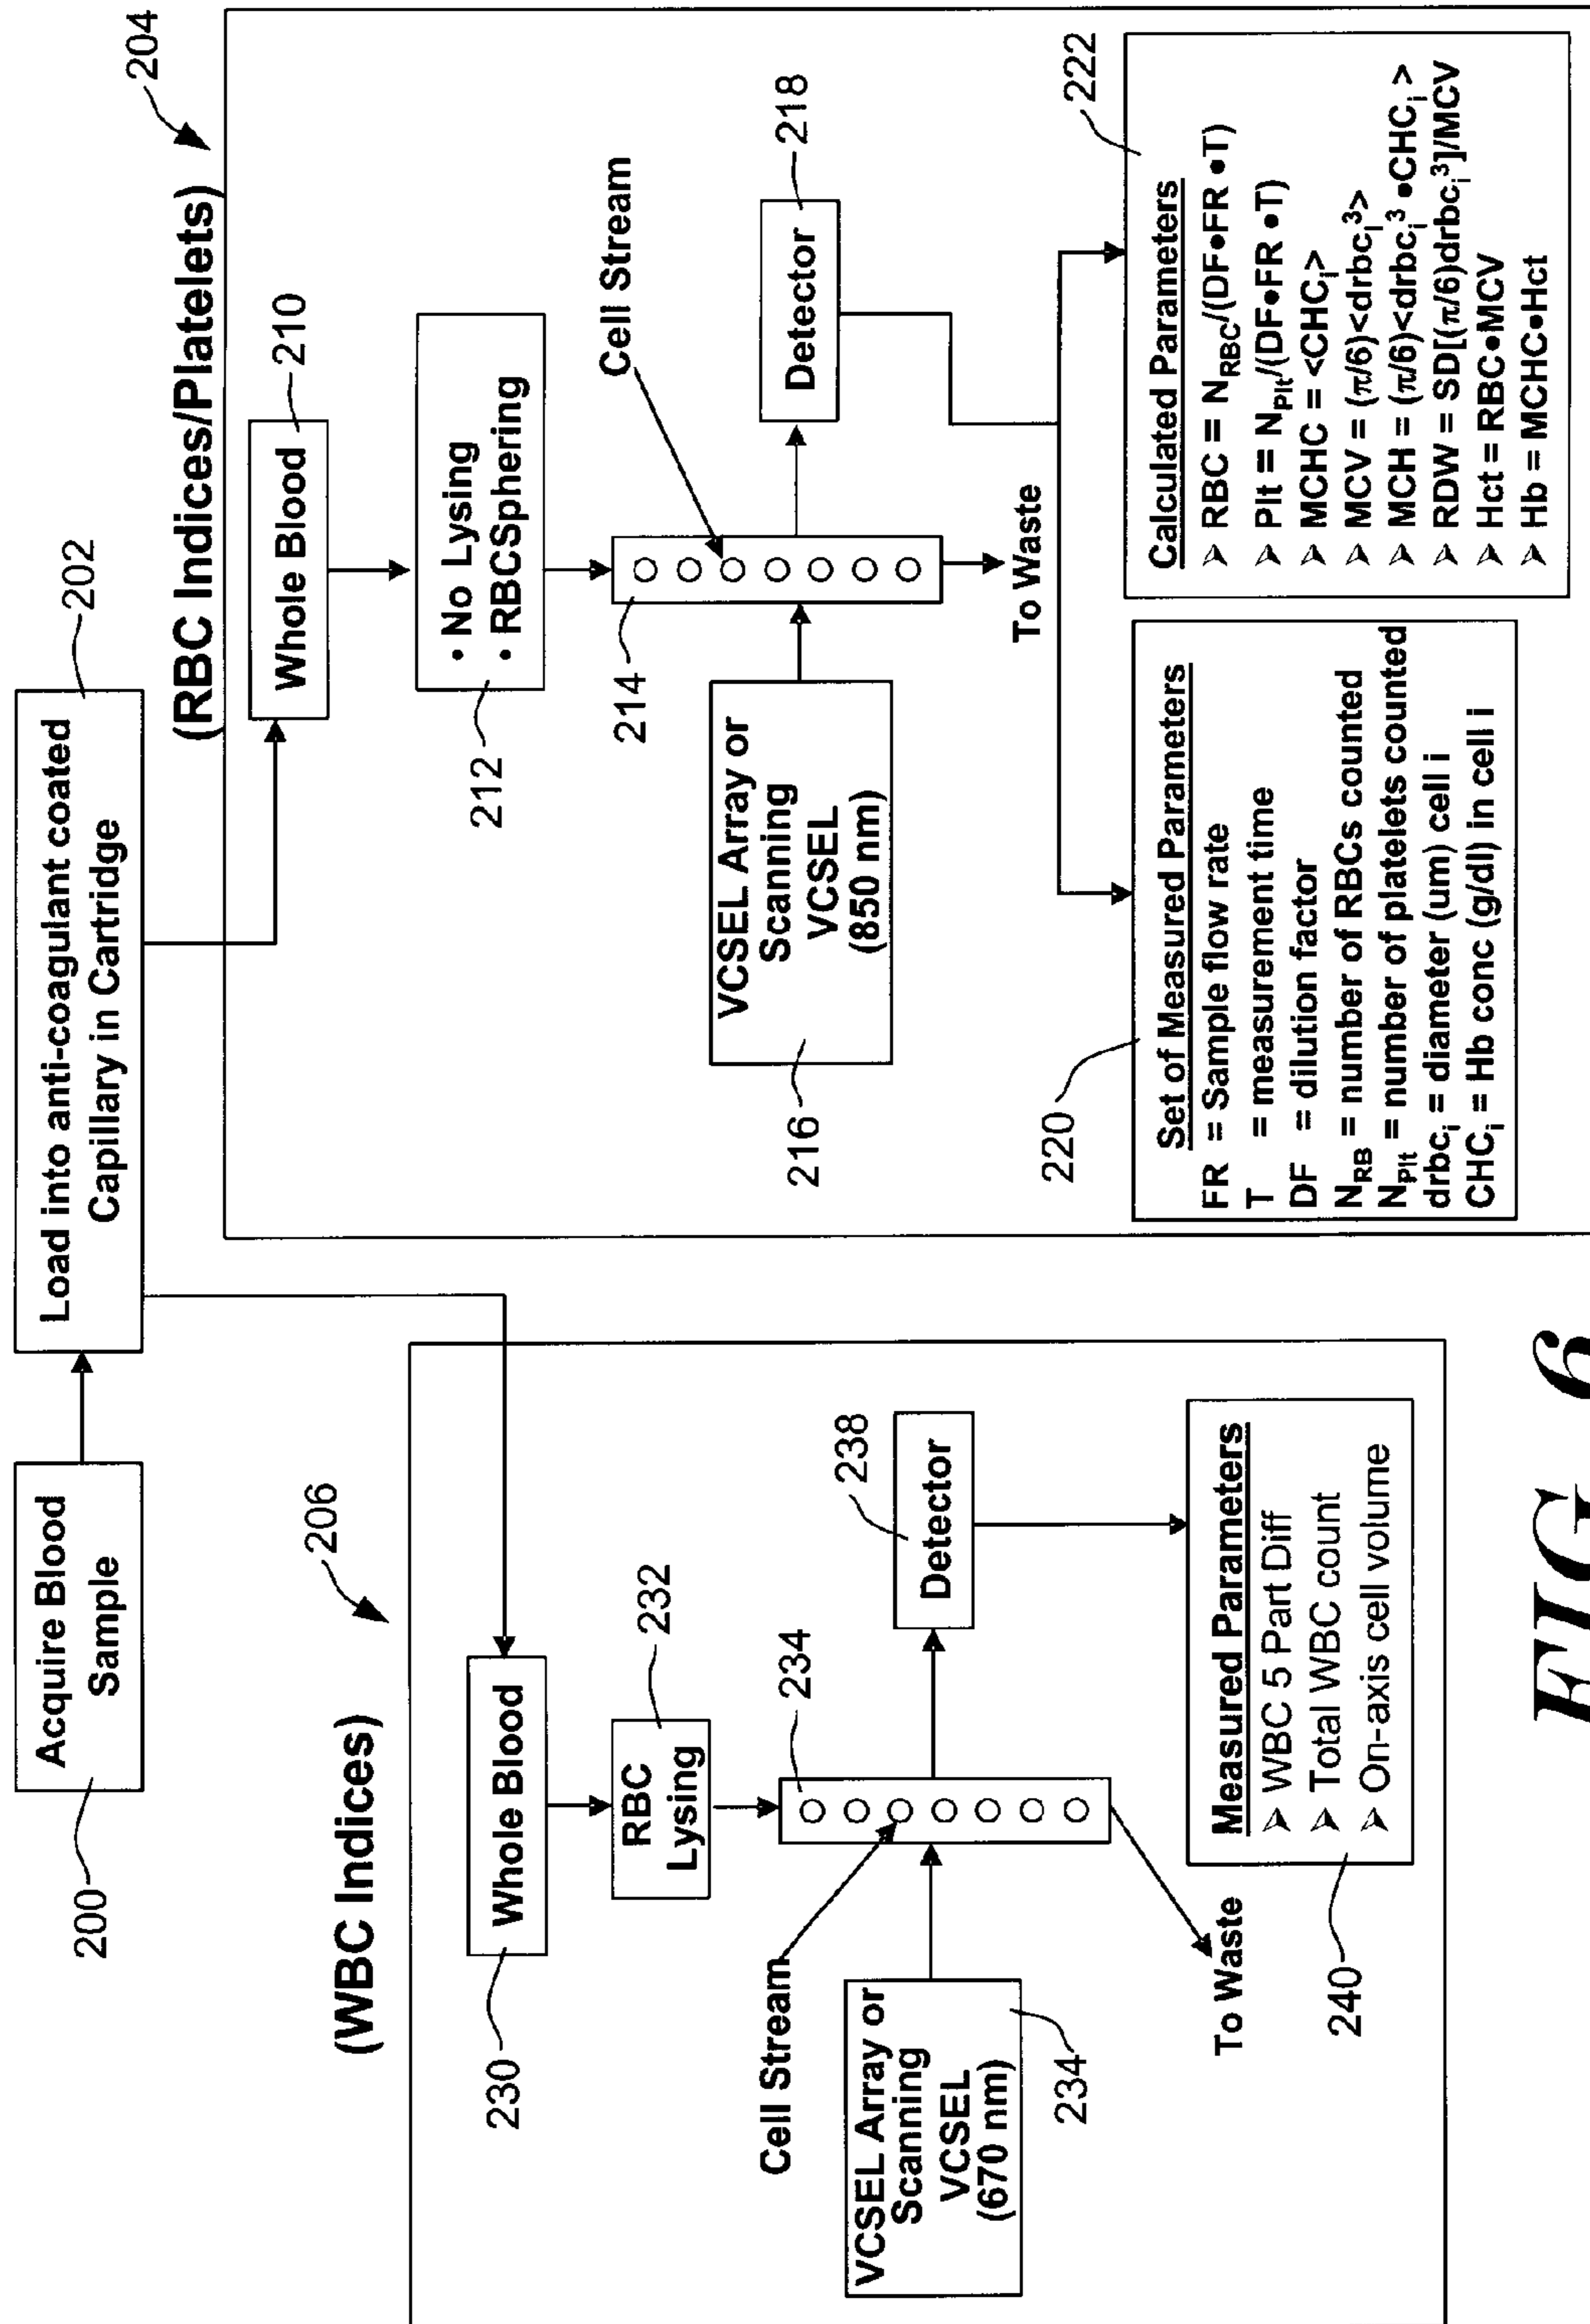 200
Acquire Blood
Sample
Load into anti-coagulant coated
Capillary in Cartridge
202
(WBC Indices)
206
230
Whole Blood
RBC
Lysing
232
Cell Stream
234
VCSEL Array or
Scanning
VCSEL
(670 nm)
234
Detector
238
To Waste
Measured Parameters
➤ WBC 5 Part Diff
➤ Total WBC count
➤ On-axis cell volume
240
(RBC Indices/Platelets)
204
Whole Blood
210
• No Lysing
• RBCSphering
212
214
Cell Stream
VCSEL Array or
Scanning
VCSEL
(850 nm)
216
Detector
218
To Waste
220
Set of Measured Parameters
FR = Sample flow rate
T = measurement time
DF = dilution factor
N_RB = number of RBCs counted
N_Plt = number of platelets counted
drbc_i = diameter (um) cell i
CHC_i = Hb conc (g/dl) in cell i
222
Calculated Parameters
➤ RBC = N_RBC/(DF•FR •T)
➤ Plt = N_Plt/(DF•FR •T)
➤ MCHC = <CHC_i>
➤ MCV = (π/6)<drbc_i³>
➤ MCH = (π/6)<drbc_i³ •CHC_i >
➤ RDW = SD[(π/6)drbc_i³]/MCV
➤ Hct = RBC•MCV
➤ Hb = MCHC•Hct
FIG. 6